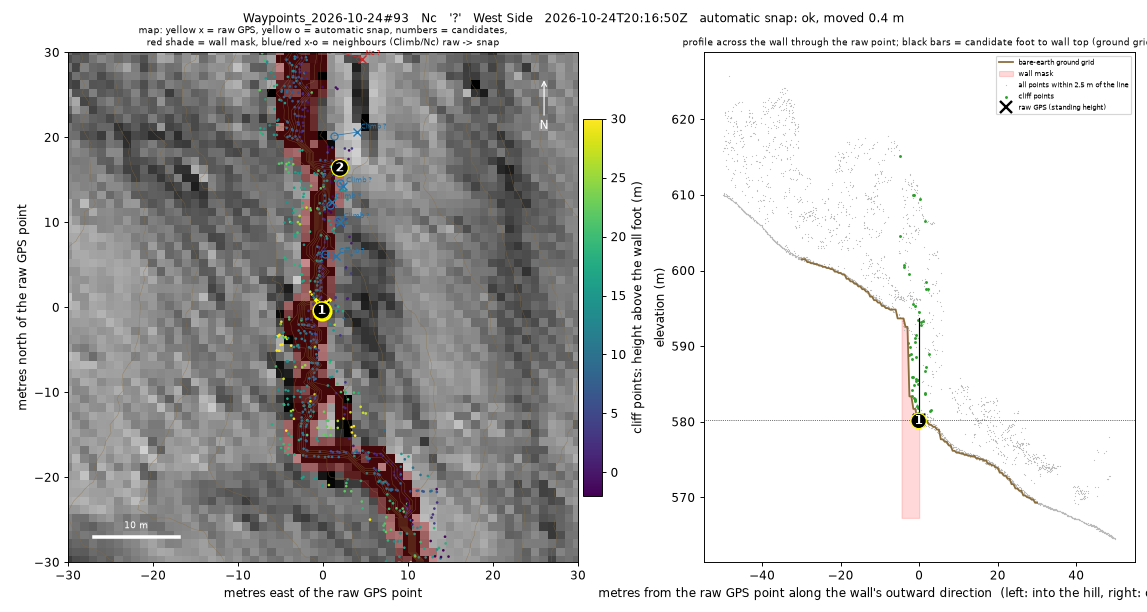 Waypoints_2026-10-24#93 Nc '?' West Side 2026-10-24T20:16:50Z automatic snap: ok, moved 0.4 m
map: yellow x = raw GPS, yellow o = automatic snap, numbers = candidates,
red shade = wall mask, blue/red x-o = neighbours (Climb/Nc) raw -> snap
profile across the wall through the raw point; black bars = candidate foot to wall top (ground gri
metres north of the raw GPS point
30
20
10
0
−10
−20
−30
−30
−20
−10
0
10
20
30
metres east of the raw GPS point
N
2
1
10 m
30
25
20
15
10
5
0
cliff points: height above the wall foot (m)
elevation (m)
620
610
600
590
580
570
−40
−20
0
20
40
1
bare-earth ground grid
wall mask
all points within 2.5 m of the line
cliff points
raw GPS (standing height)
metres from the raw GPS point along the wall's outward direction (left: into the hill, right: